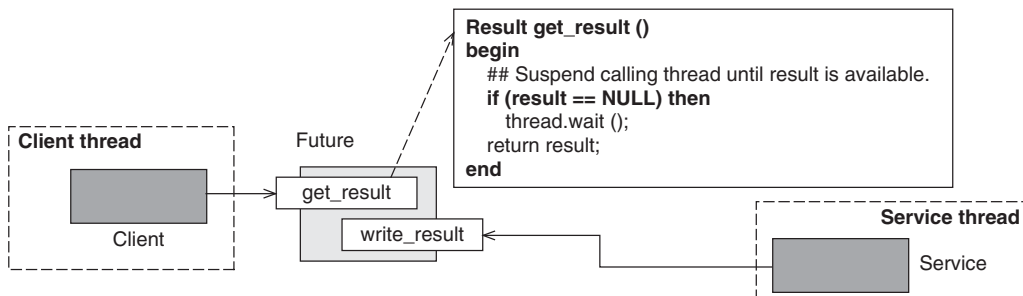 Result get_result ()
begin
## Suspend calling thread until result is available.
if (result == NULL) then
thread.wait ();
return result;
end
Client thread
Client
Future
get_result
write_result
Service thread
Service